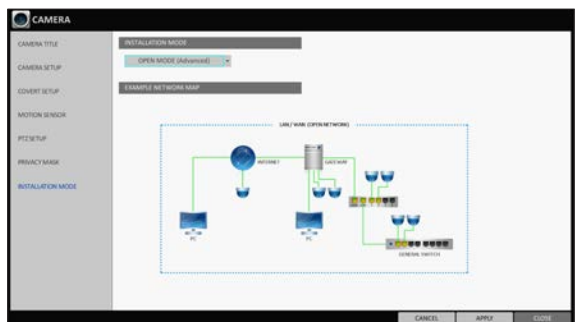 CAMERA
CAMERA TITLE
CAMERA SETUP
COVERT SETUP
MOTION SENSOR
PTZ SETUP
PRIVACY MASK
INSTALLATION MODE
INSTALLATION MODE
OPEN MODE (Advanced)
EXAMPLE NETWORK MAP
LAN / WAN (OPEN NETWORK)
INTERNET
GATEWAY
PC
PC
GENERAL SWITCH
CANCEL
APPLY
CLOSE